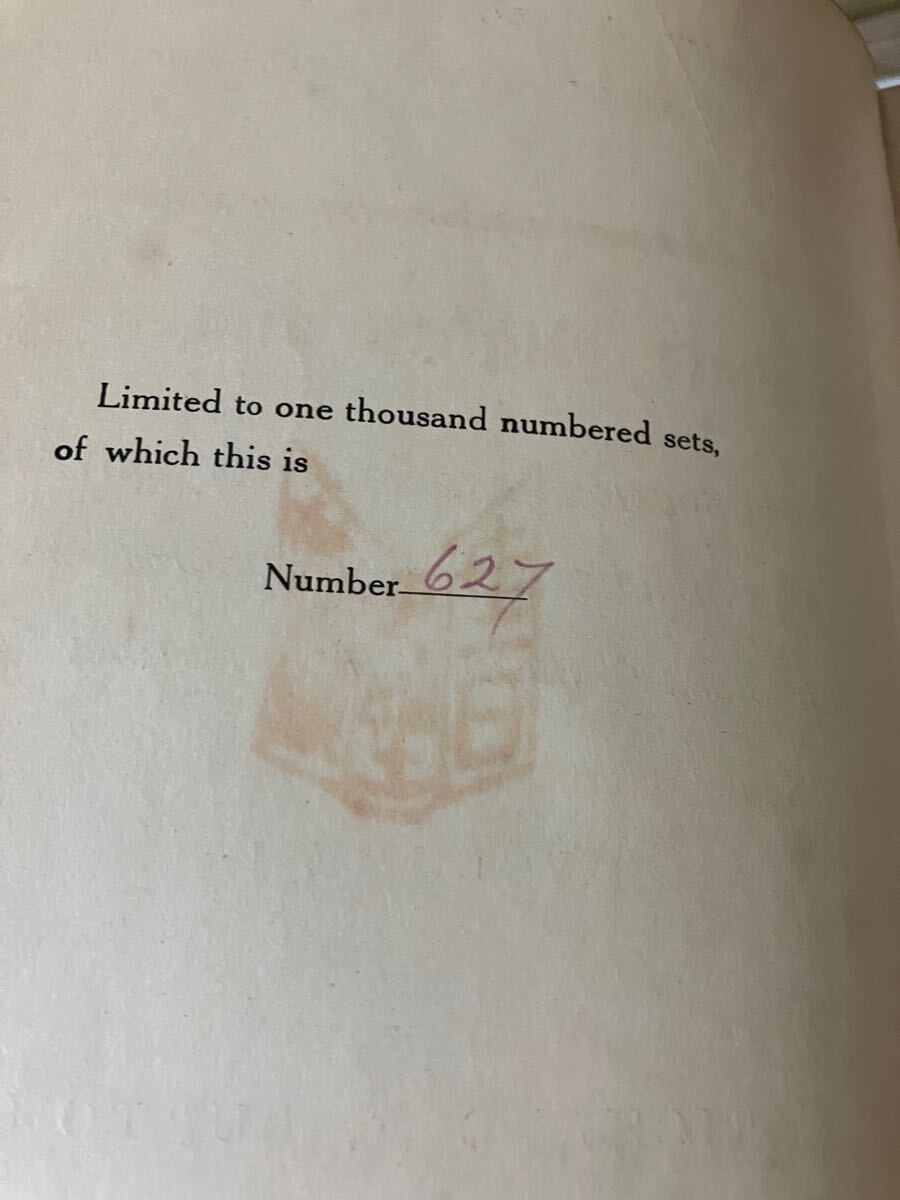 Limited to one thousand numbered sets,
of which this is
Number 627